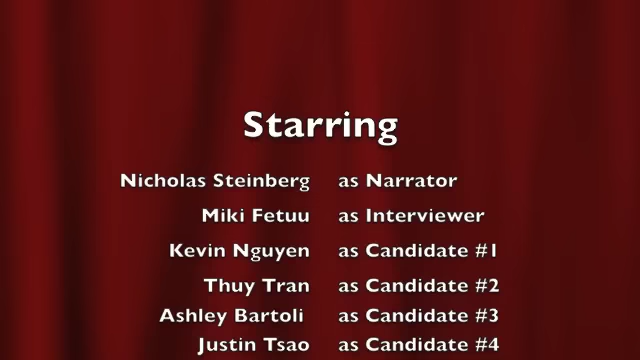 Starring
Nicholas Steinberg as Narrator
Miki Fetuu as Interviewer
Kevin Nguyen as Candidate #1
Thuy Tran as Candidate #2
Ashley Bartoli as Candidate #3
Justin Tsao as Candidate #4